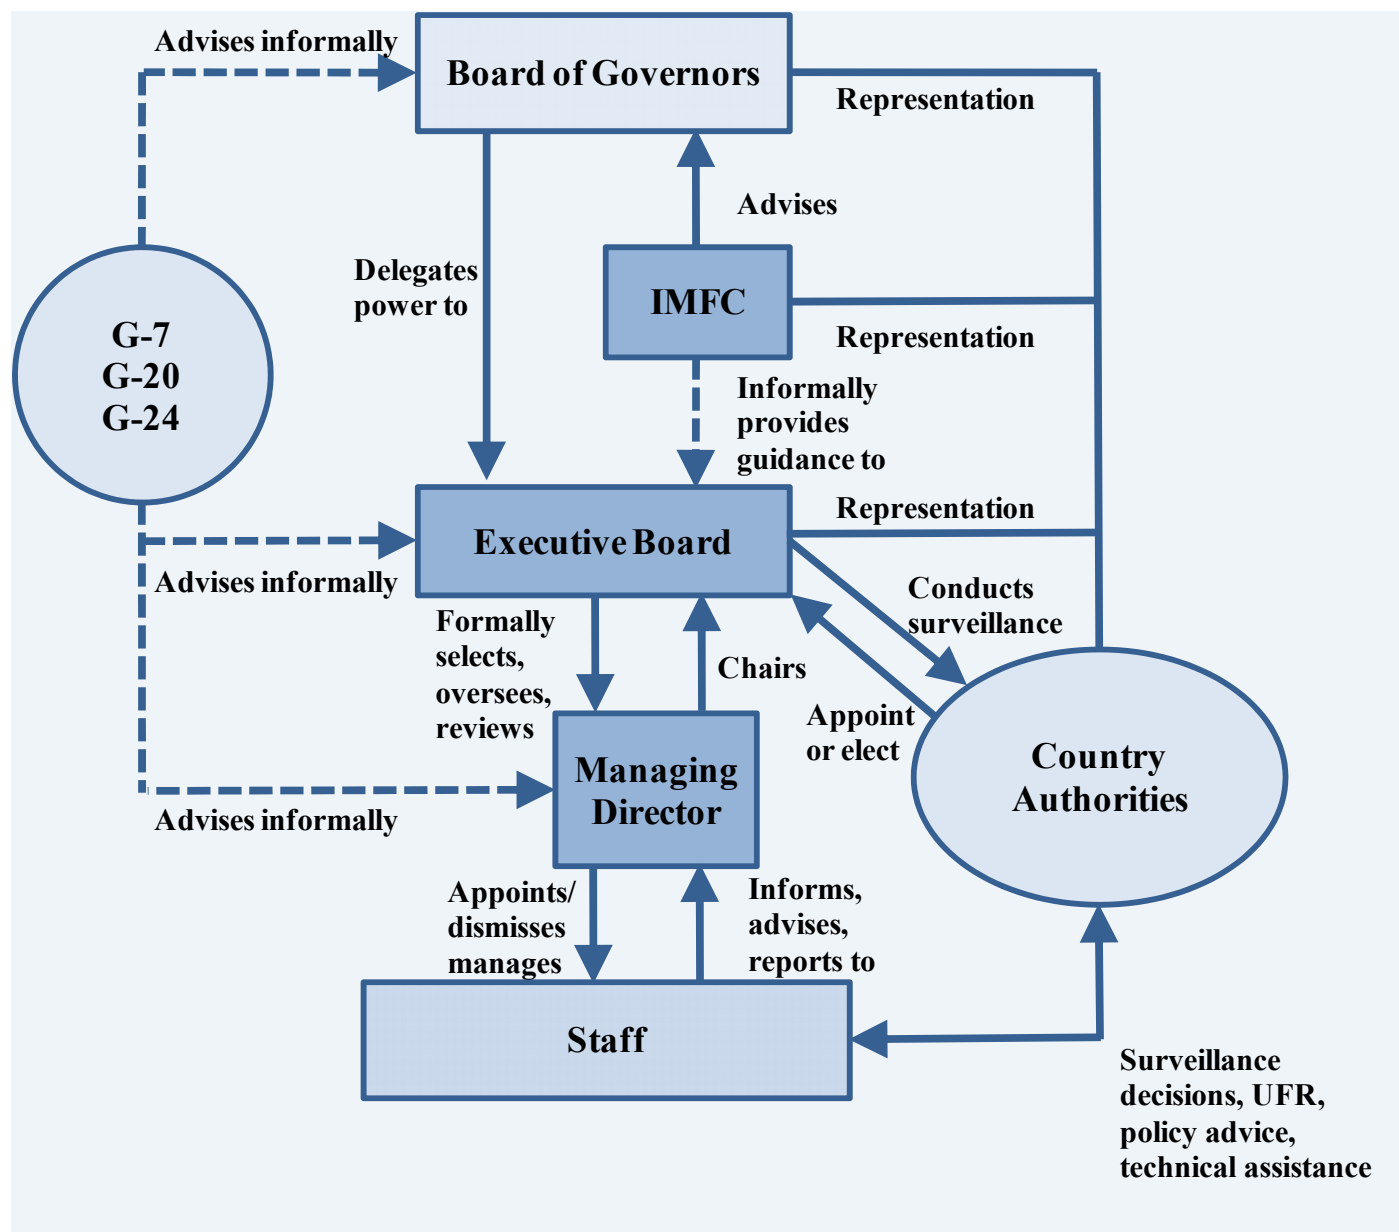 Advises informally
Board of Governors
Representation
Advises
Delegates
power to
IMFC
Representation
G-7
G-20
G-24
Informally
provides
guidance to
Representation
Executive Board
Advises informally
Conducts
surveillance
Formally
selects,
oversees,
reviews
Chairs
Appoint
or elect
Managing
Director
Country
Authorities
Advises informally
Appoints/
dismisses
manages
Informs,
advises,
reports to
Staff
Surveillance
decisions, UFR,
policy advice,
technical assistance